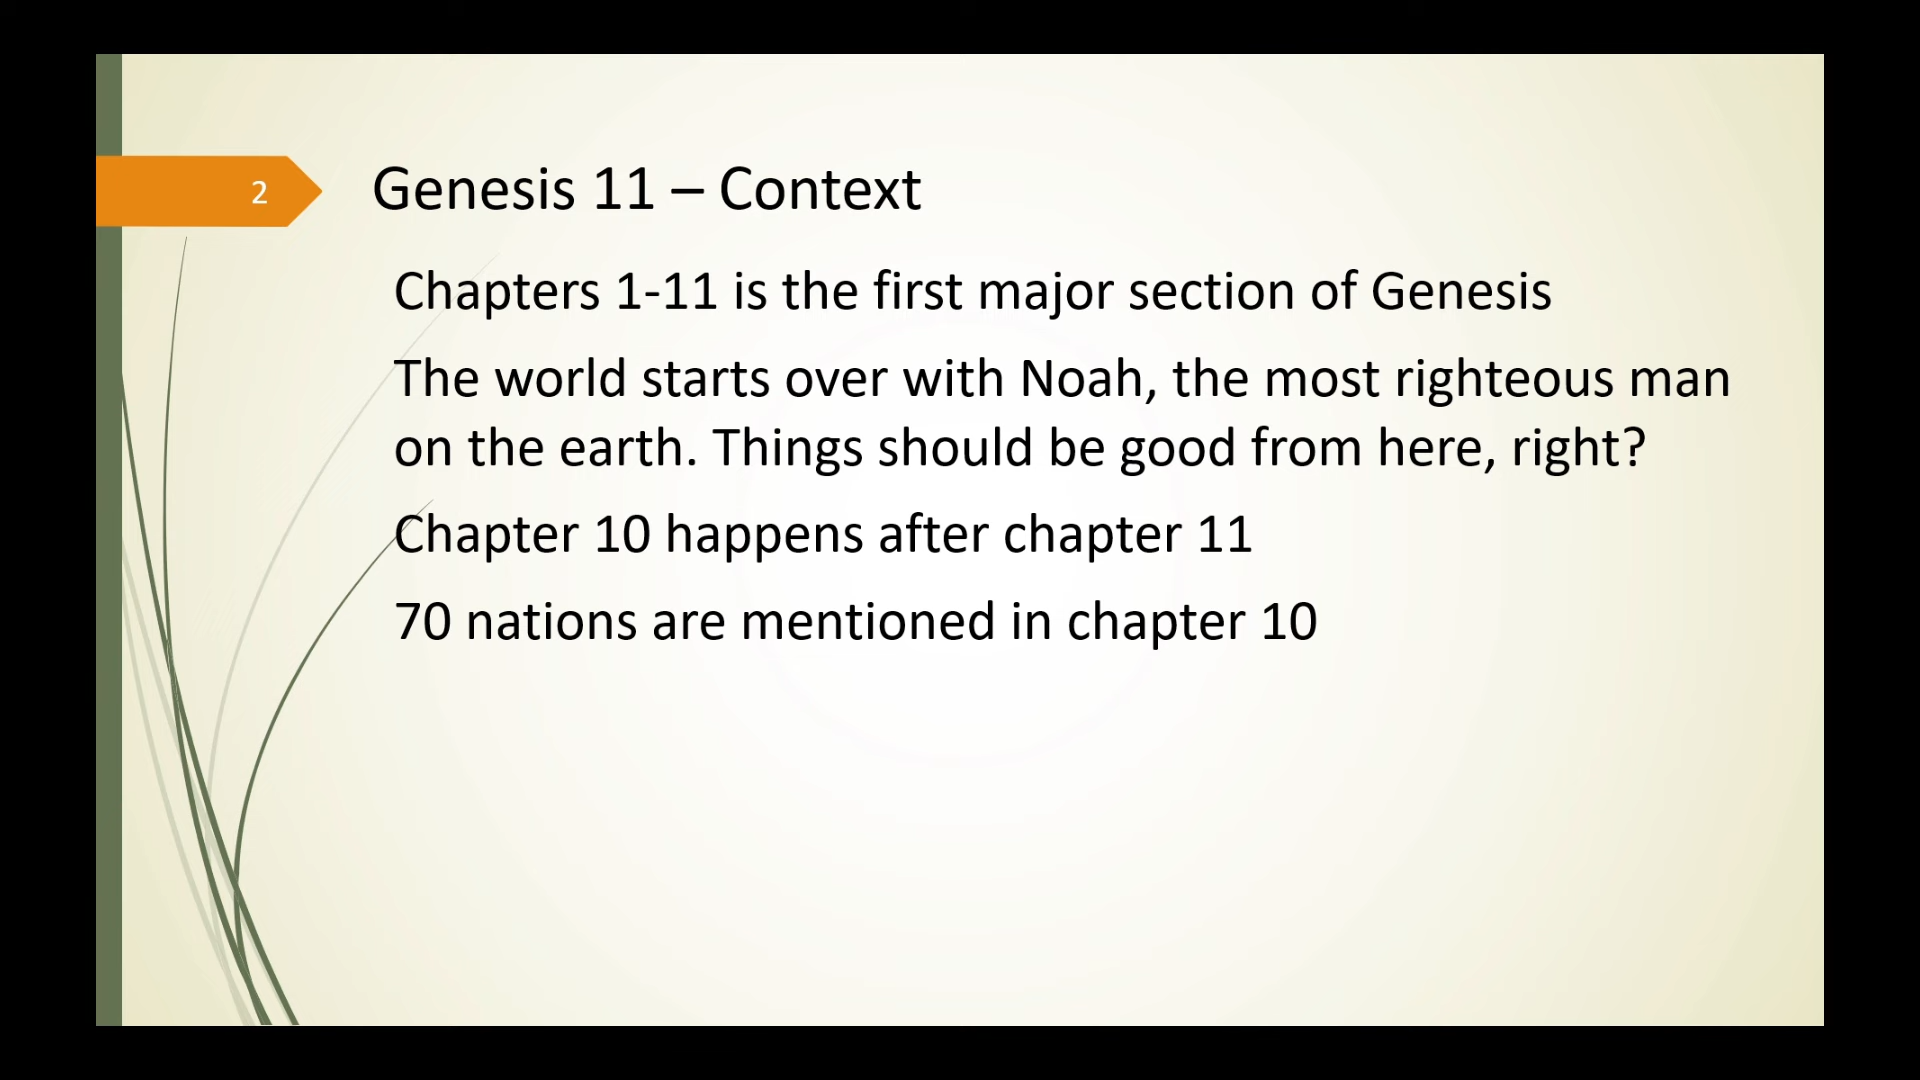 2
Genesis 11 – Context
Chapters 1-11 is the first major section of Genesis
The world starts over with Noah, the most righteous man
on the earth. Things should be good from here, right?
Chapter 10 happens after chapter 11
70 nations are mentioned in chapter 10